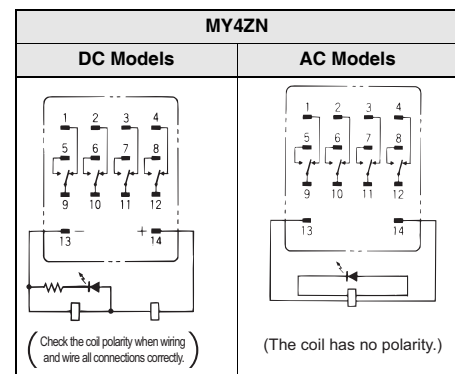 MY4ZN
DC Models
AC Models
1 2 3 4
5 6 7 8
9 10 11 12
13 − + 14
(Check the coil polarity when wiring
and wire all connections correctly.)
1 2 3 4
5 6 7 8
9 10 11 12
13 14
(The coil has no polarity.)